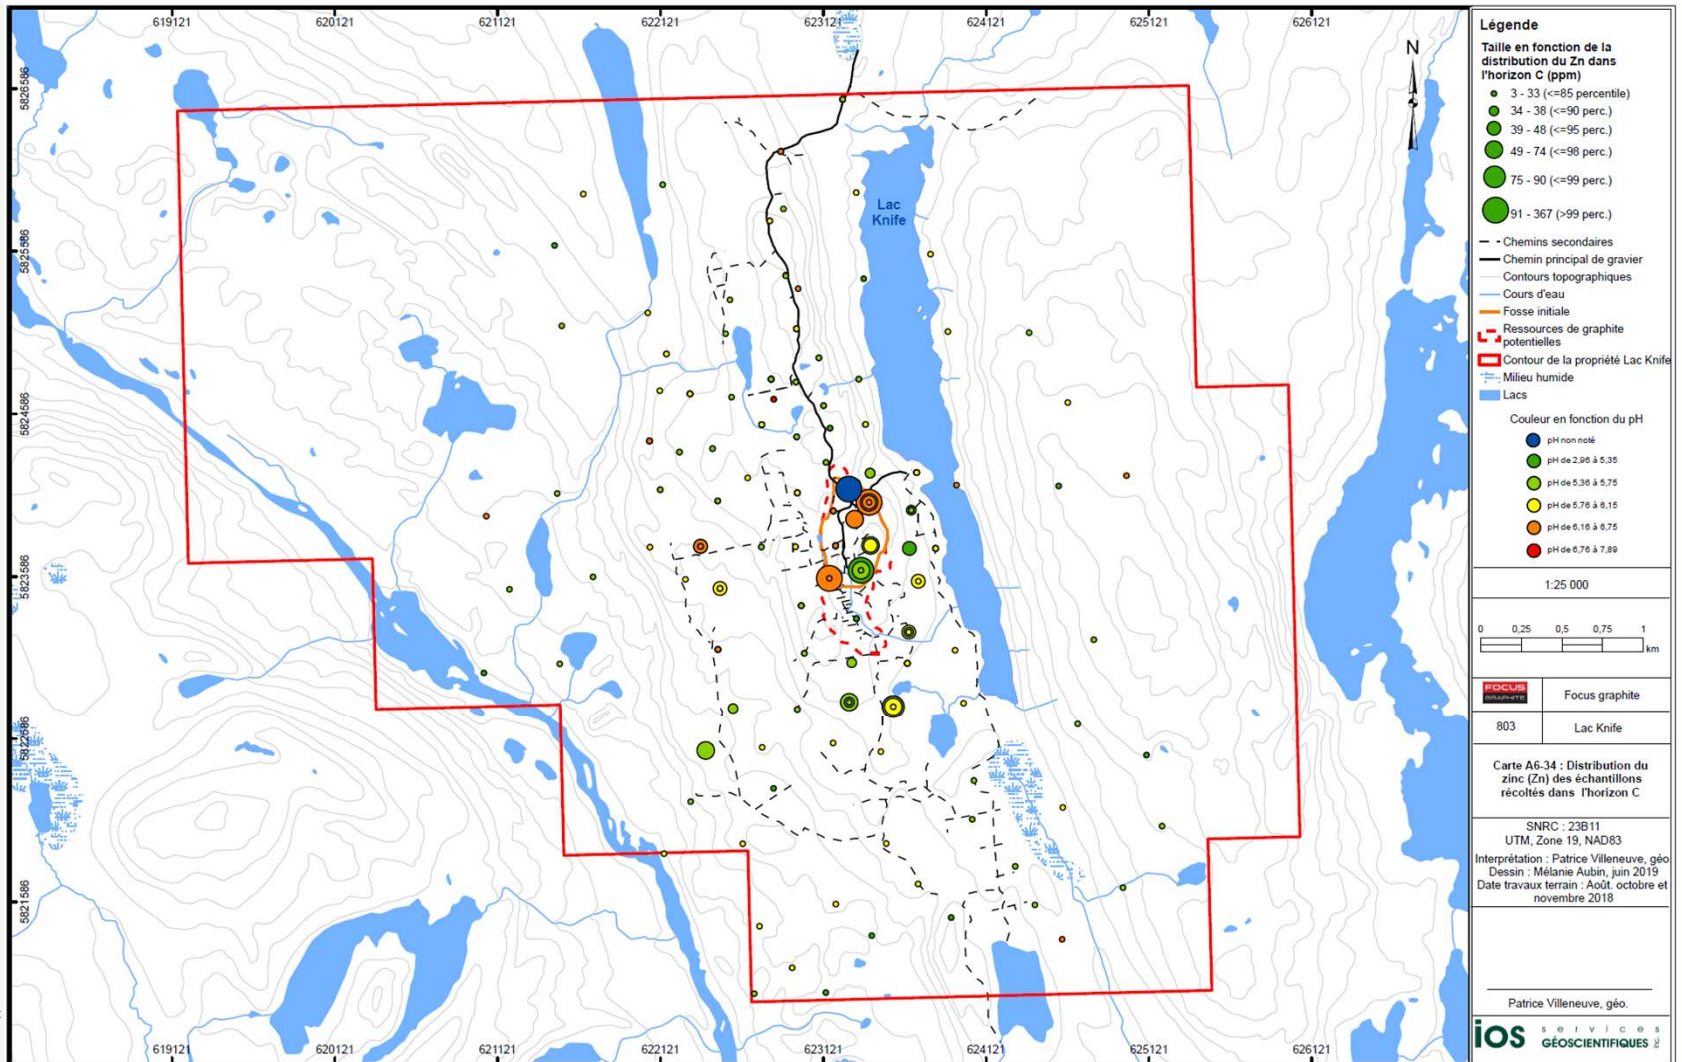 619121 620121 621121 622121 623121 624121 625121 626121
5826586
5825586
5824586
5823586
5822586
5821586
619121 620121 621121 622121 623121 624121 625121 626121
Lac
Knife
N
Légende
Taille en fonction de la
distribution du Zn dans
l'horizon C (ppm)
3 - 33 (<=85 percentile)
34 - 38 (<=90 perc.)
39 - 48 (<=95 perc.)
49 - 74 (<=98 perc.)
75 - 90 (<=99 perc.)
91 - 367 (>99 perc.)
Chemins secondaires
Chemin principal de gravier
Contours topographiques
Cours d'eau
Fosse initiale
Ressources de graphite
potentielles
Contour de la propriété Lac Knife
Milieu humide
Lacs
Couleur en fonction du pH
pH non noté
pH de 2,96 à 5,35
pH de 5,36 à 5,75
pH de 5,76 à 6,15
pH de 6,16 à 6,75
pH de 6,76 à 7,89
1:25 000
0 0,25 0,5 0,75 1
km
FOCUS
GRAPHITE
Focus graphite
803 Lac Knife
Carte A6-34 : Distribution du
zinc (Zn) des échantillons
récoltés dans l'horizon C
SNRC : 23B11
UTM, Zone 19, NAD83
Interprétation : Patrice Villeneuve, géo
Dessin : Mélanie Aubin, juin 2019
Date travaux terrain : Août. octobre et
novembre 2018
Patrice Villeneuve, géo.
ios services
GÉOSCIENTIFIQUES inc.